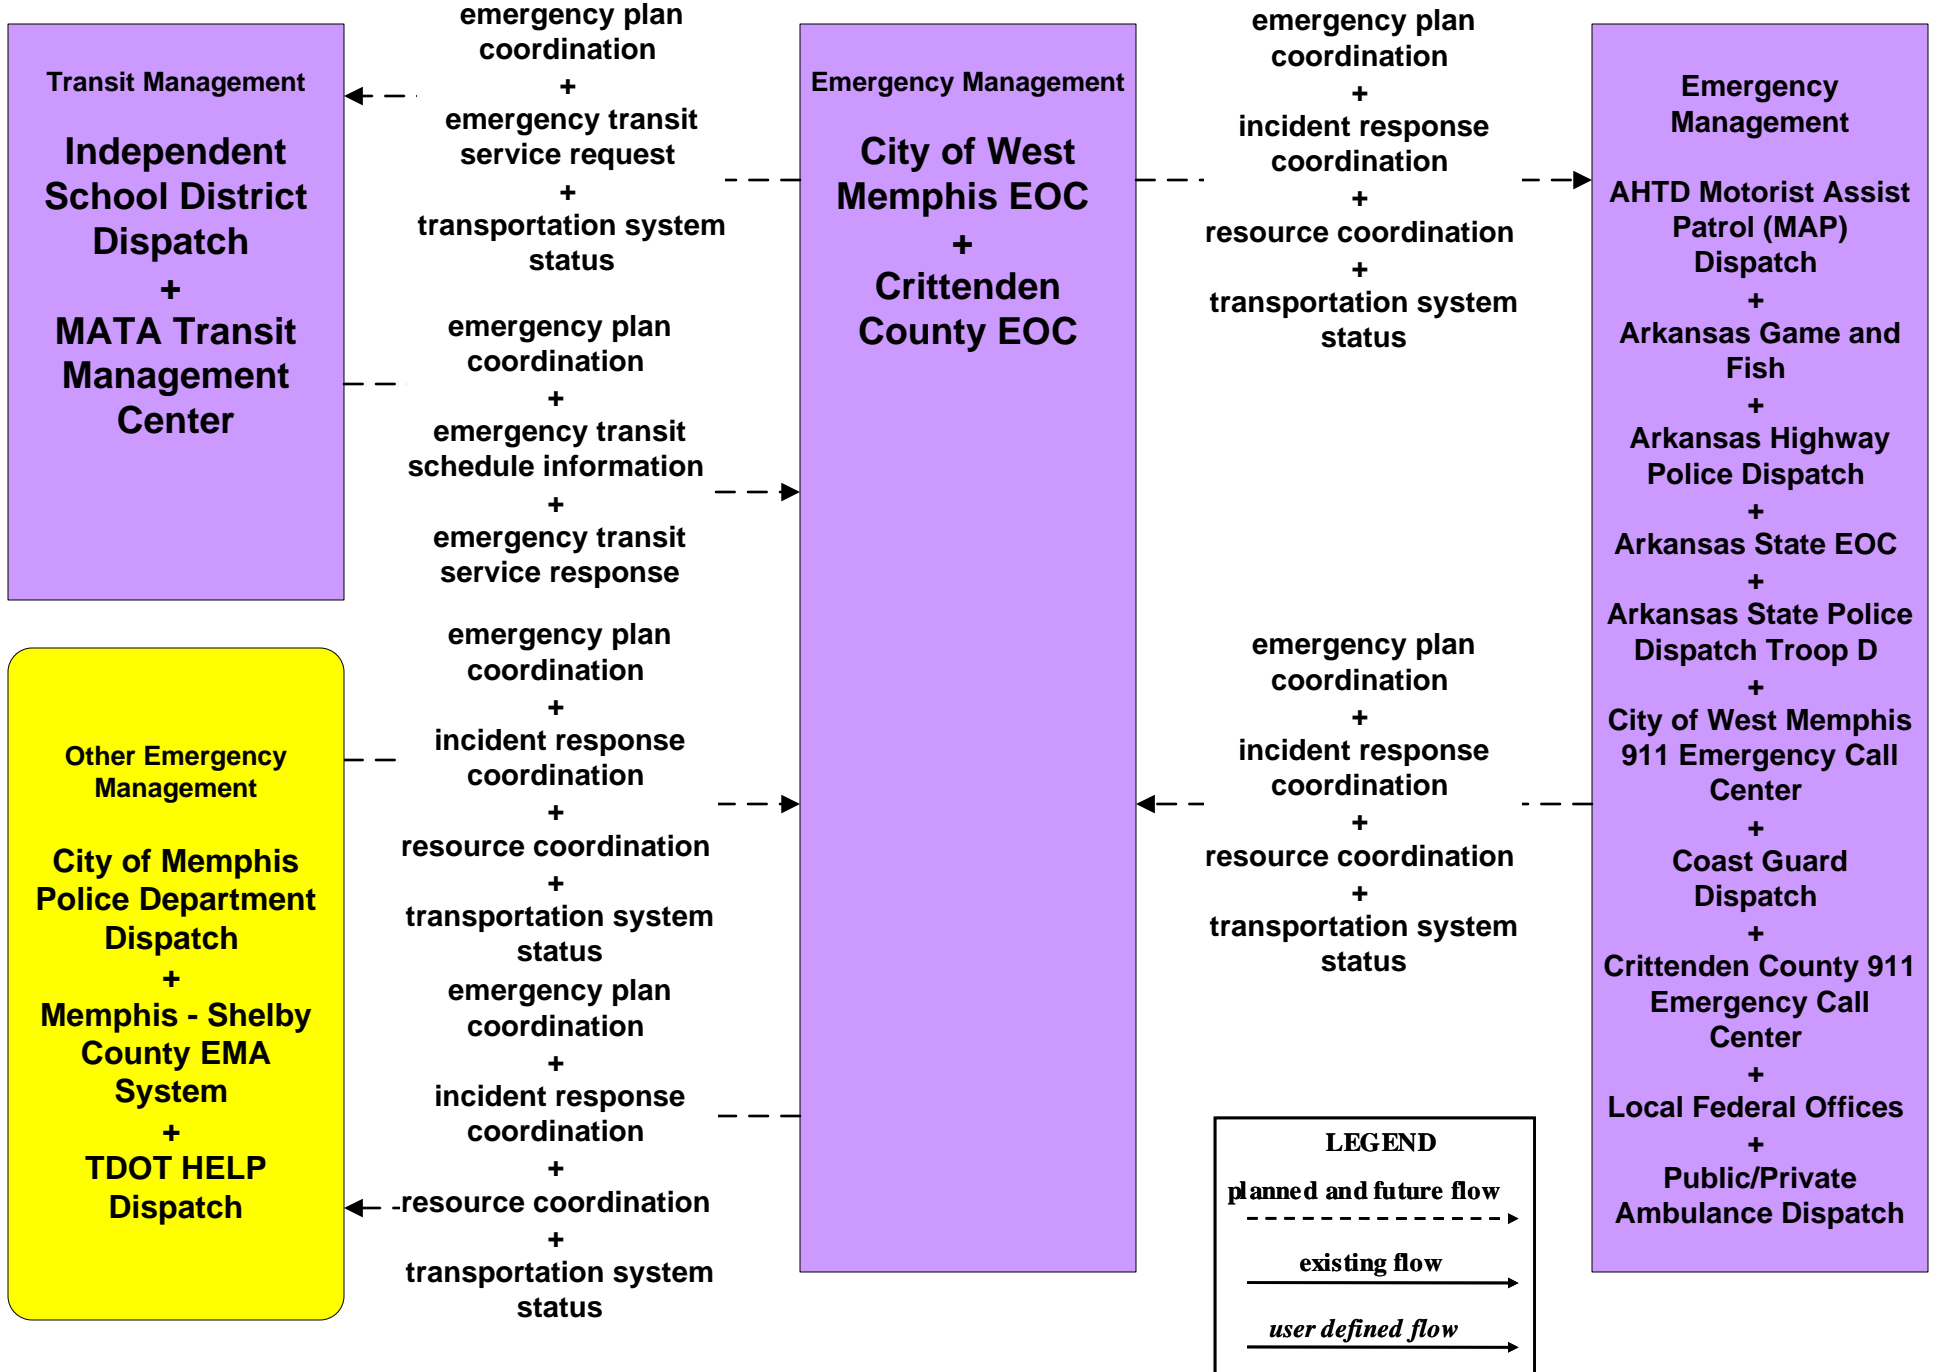 Transit Management
Independent
School District
Dispatch
+
MATA Transit
Management
Center
Other Emergency
Management
City of Memphis
Police Department
Dispatch
+
Memphis - Shelby
County EMA
System
+
TDOT HELP
Dispatch
emergency plan
coordination
+
emergency transit
service request
+
transportation system
status
emergency plan
coordination
+
emergency transit
schedule information
+
emergency transit
service response
emergency plan
coordination
+
incident response
coordination
+
resource coordination
+
transportation system
status
emergency plan
coordination
+
incident response
coordination
+
resource coordination
+
transportation system
status
Emergency Management
City of West
Memphis EOC
+
Crittenden
County EOC
emergency plan
coordination
+
incident response
coordination
+
resource coordination
+
transportation system
status
emergency plan
coordination
+
incident response
coordination
+
resource coordination
+
transportation system
status
LEGEND
planned and future flow
existing flow
user defined flow
Emergency
Management
AHTD Motorist Assist
Patrol (MAP)
Dispatch
+
Arkansas Game and
Fish
+
Arkansas Highway
Police Dispatch
+
Arkansas State EOC
+
Arkansas State Police
Dispatch Troop D
+
City of West Memphis
911 Emergency Call
Center
+
Coast Guard
Dispatch
+
Crittenden County 911
Emergency Call
Center
+
Local Federal Offices
+
Public/Private
Ambulance Dispatch